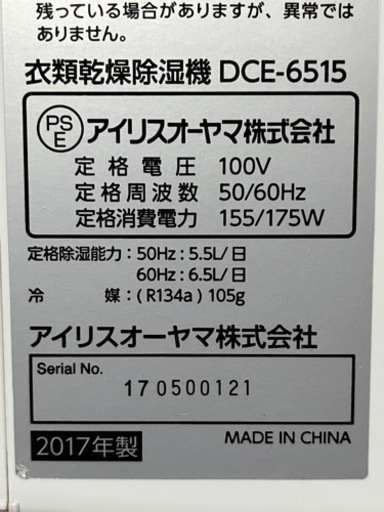 残っている場合がありますが、異常では
ありません。
衣類乾燥除湿機 DCE-6515
PS
E
アイリスオーヤマ株式会社
定格電圧 100V
定格周波数 50/60Hz
定格消費電力 155/175W
定格除湿能力:50Hz:5.5L/日
60Hz:6.5L/日
冷媒:(R134a)105g
アイリスオーヤマ株式会社
Serial No.
17 0500121
2017年製
MADE IN CHINA